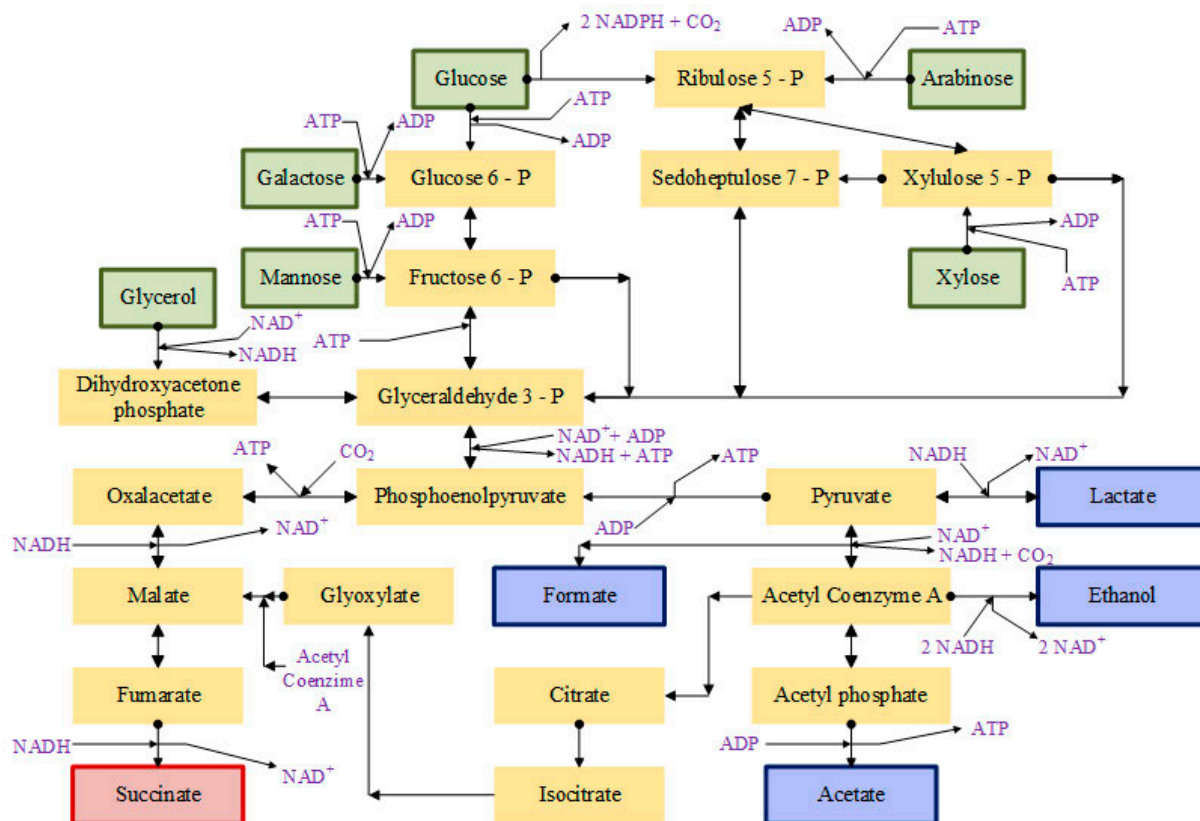 2 NADPH + CO₂
ADP
ATP
Glucose
Ribulose 5 - P
Arabinose
ATP
ADP
ATP
ADP
Galactose
Glucose 6 - P
Sedoheptulose 7 - P
Xylulose 5 - P
ATP
ADP
ADP
Mannose
Fructose 6 - P
Xylose
ATP
Glycerol
NAD⁺
NADH
ATP
Dihydroxyacetone
phosphate
Glyceraldehyde 3 - P
NAD⁺+ ADP
NADH + ATP
ATP
CO₂
ATP
NADH
NAD⁺
Oxalacetate
Phosphoenolpyruvate
Pyruvate
Lactate
ADP
NADH
NAD⁺
NAD⁺
NADH + CO₂
Malate
Glyoxylate
Formate
Acetyl Coenzyme A
Ethanol
2 NADH
2 NAD⁺
Acetyl
Coenzime
A
Fumarate
Citrate
Acetyl phosphate
NADH
NAD⁺
ADP
ATP
Succinate
Isocitrate
Acetate